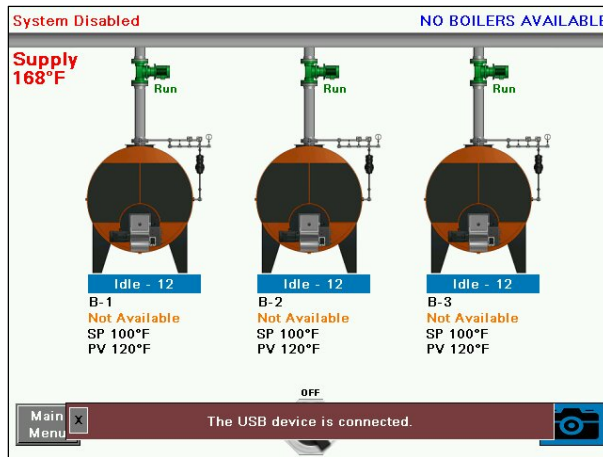 System Disabled
NO BOILERS AVAILABLE
Supply
168°F
Run
Run
Run
Idle - 12
Idle - 12
Idle - 12
B-1
B-2
B-3
Not Available
Not Available
Not Available
SP 100°F
SP 100°F
SP 100°F
PV 120°F
PV 120°F
PV 120°F
OFF
Main
Menu
X
The USB device is connected.